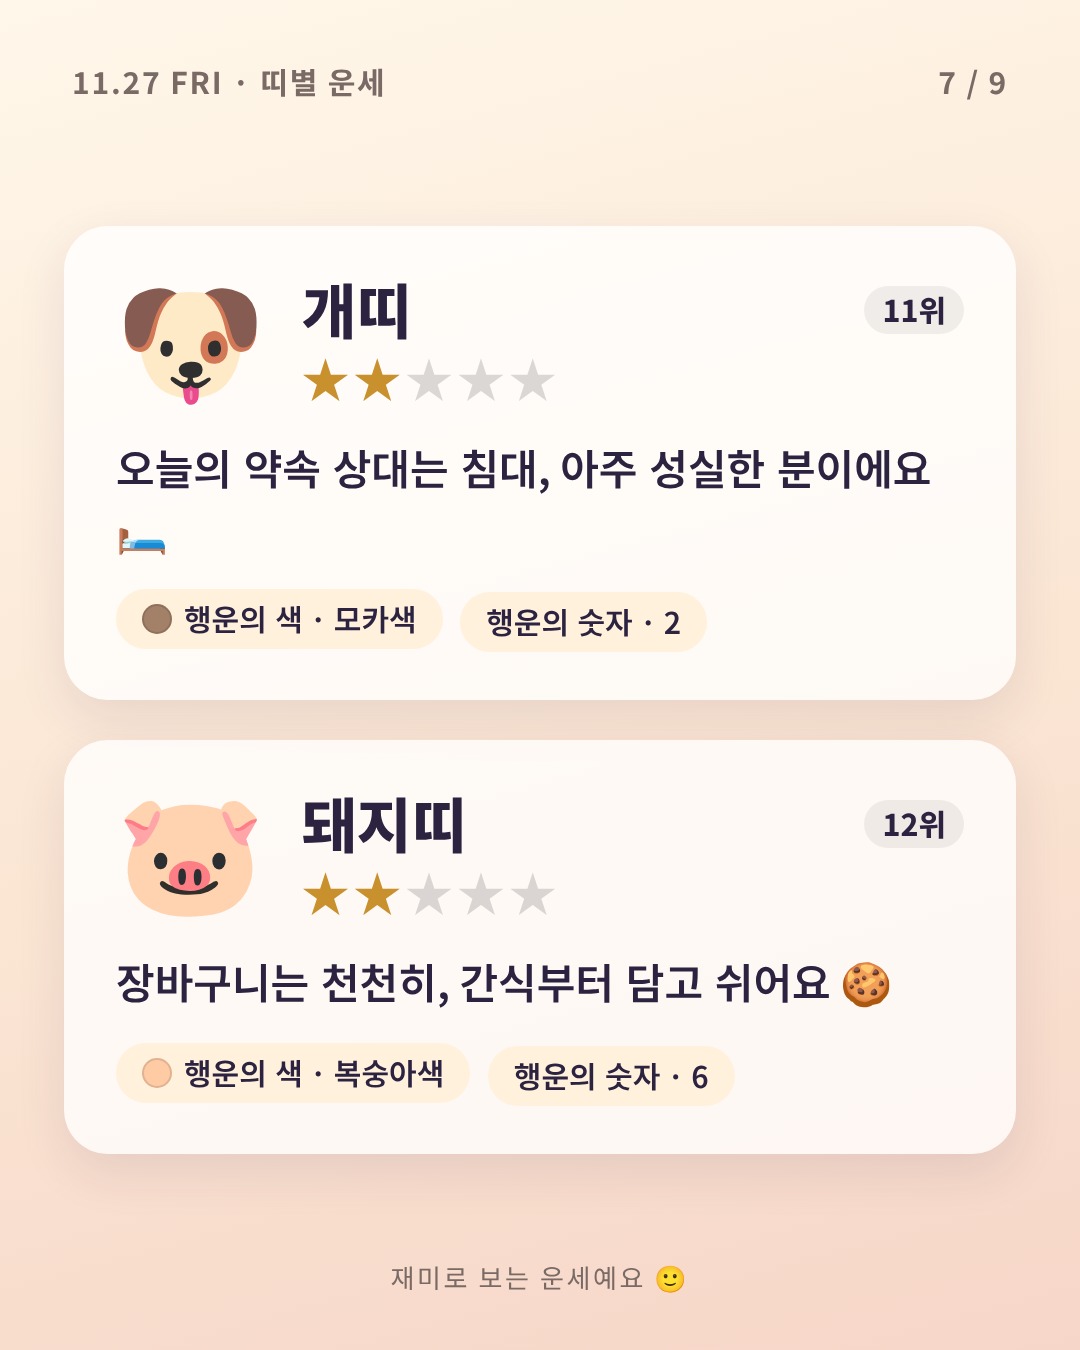 11.27 FRI · 띠별 운세
7 / 9
개띠
11위
★★★★★
오늘의 약속 상대는 침대, 아주 성실한 분이에요
🛏️
행운의 색 · 모카색
행운의 숫자 · 2
돼지띠
12위
★★★★★
장바구니는 천천히, 간식부터 담고 쉬어요 🍪
행운의 색 · 복숭아색
행운의 숫자 · 6
재미로 보는 운세예요 🙂